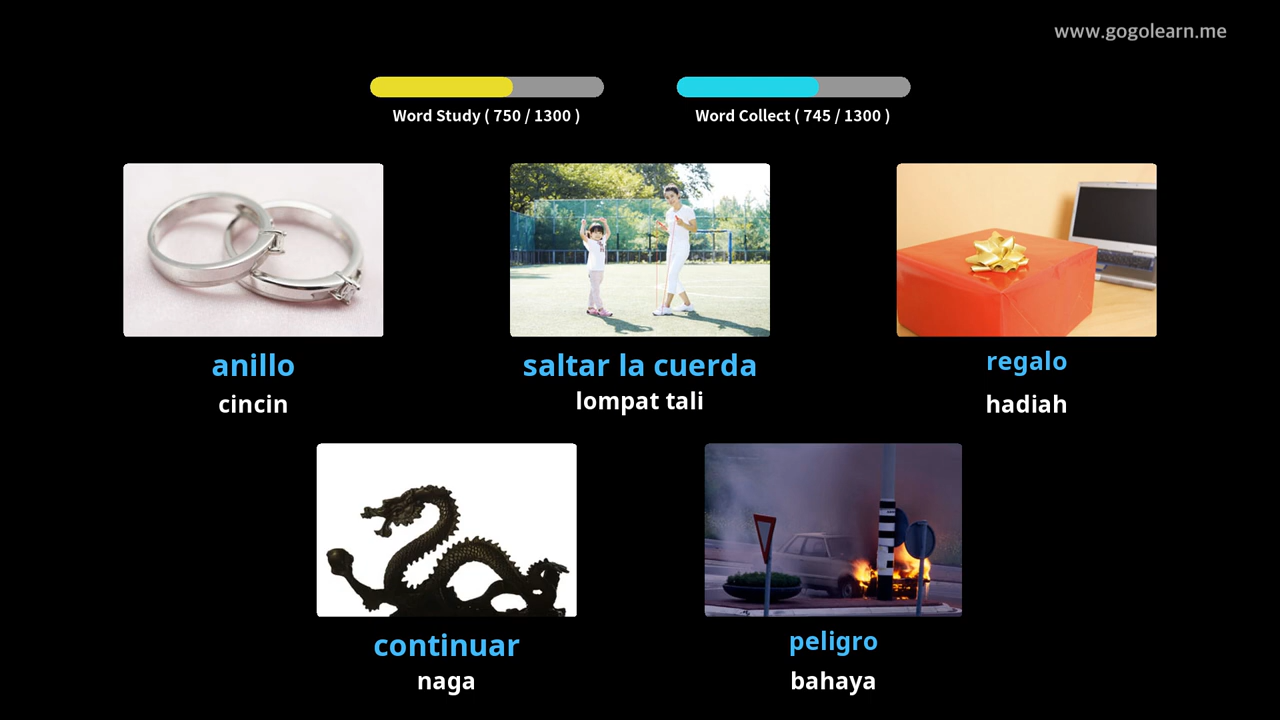 www.gogolearn.me
Word Study ( 750 / 1300 )
Word Collect ( 745 / 1300 )
anillo
cincin
saltar la cuerda
lompat tali
regalo
hadiah
continuar
naga
peligro
bahaya